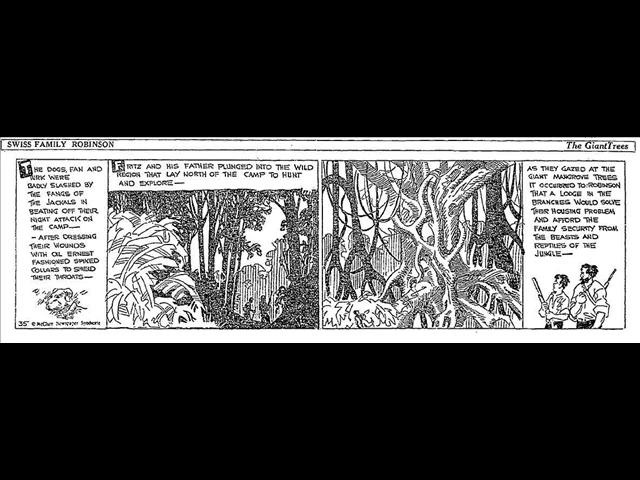 SWISS FAMILY ROBINSON
The Giant Trees
THE DOGS, FAN AND
TURK WERE
BADLY SLASHED BY
THE FANGS OF
THE JACKALS IN
BEATING OFF THEIR
NIGHT ATTACK ON
THE CAMP—
- AFTER DRESSING
THEIR WOUNDS
WITH OIL ERNEST
FASHIONED SPIKED
COLLARS TO SHIELD
THEIR THROATS—
35 © McClure Newspaper Syndicate
FRITZ AND HIS FATHER PLUNGED INTO THE WILD
REGION THAT LAY NORTH OF THE CAMP TO HUNT
AND EXPLORE—
AS THEY GAZED AT THE
GIANT MANGROVE TREES
IT OCCURRED TO ROBINSON
THAT A LODGE IN THE
BRANCHES WOULD SOLVE
THEIR HOUSING PROBLEM
AND AFFORD THE
FAMILY SECURITY FROM
THE BEASTS AND
REPTILES OF THE
JUNGLE—